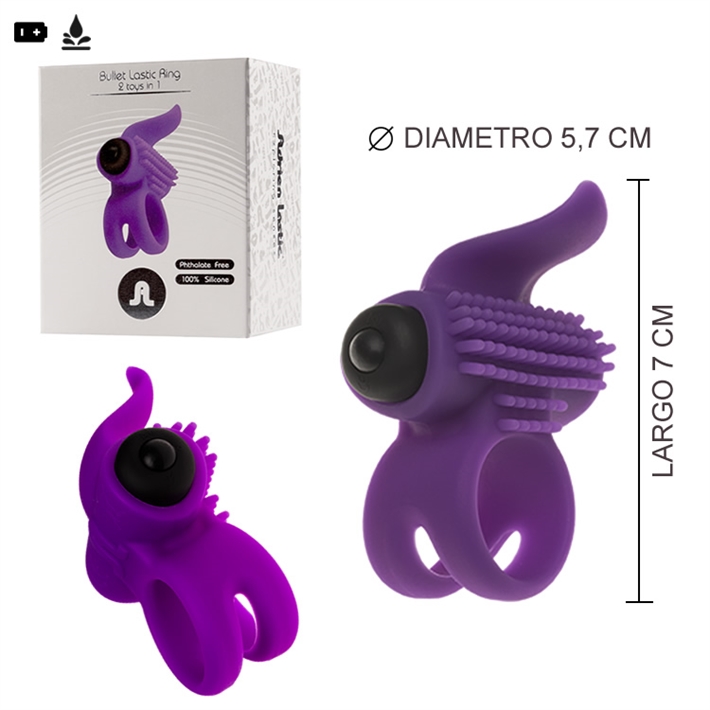 Bullet Lastic Ring
2 toys in 1
Adrien Lastic
Phthalate Free
100% Silicone
Ø DIAMETRO 5,7 CM
LARGO 7 CM